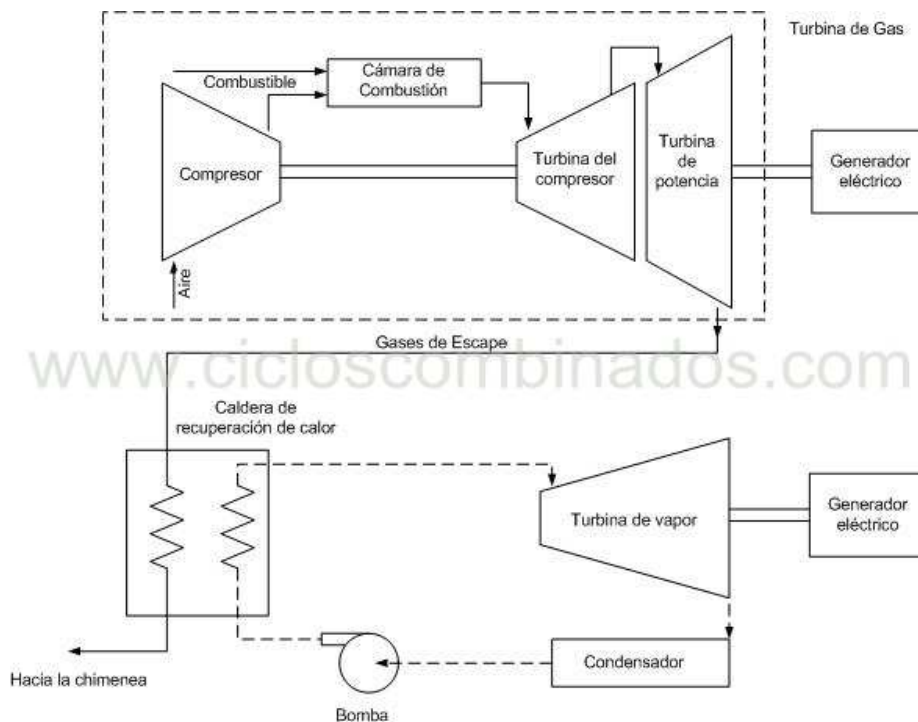 Turbina de Gas
Combustible
Cámara de
Combustión
Compresor
Turbina del
compresor
Turbina
de
potencia
Generador
eléctrico
Aire
Gases de Escape
www.cicloscombinados.com
Caldera de
recuperación de calor
Turbina de vapor
Generador
eléctrico
Condensador
Hacia la chimenea
Bomba